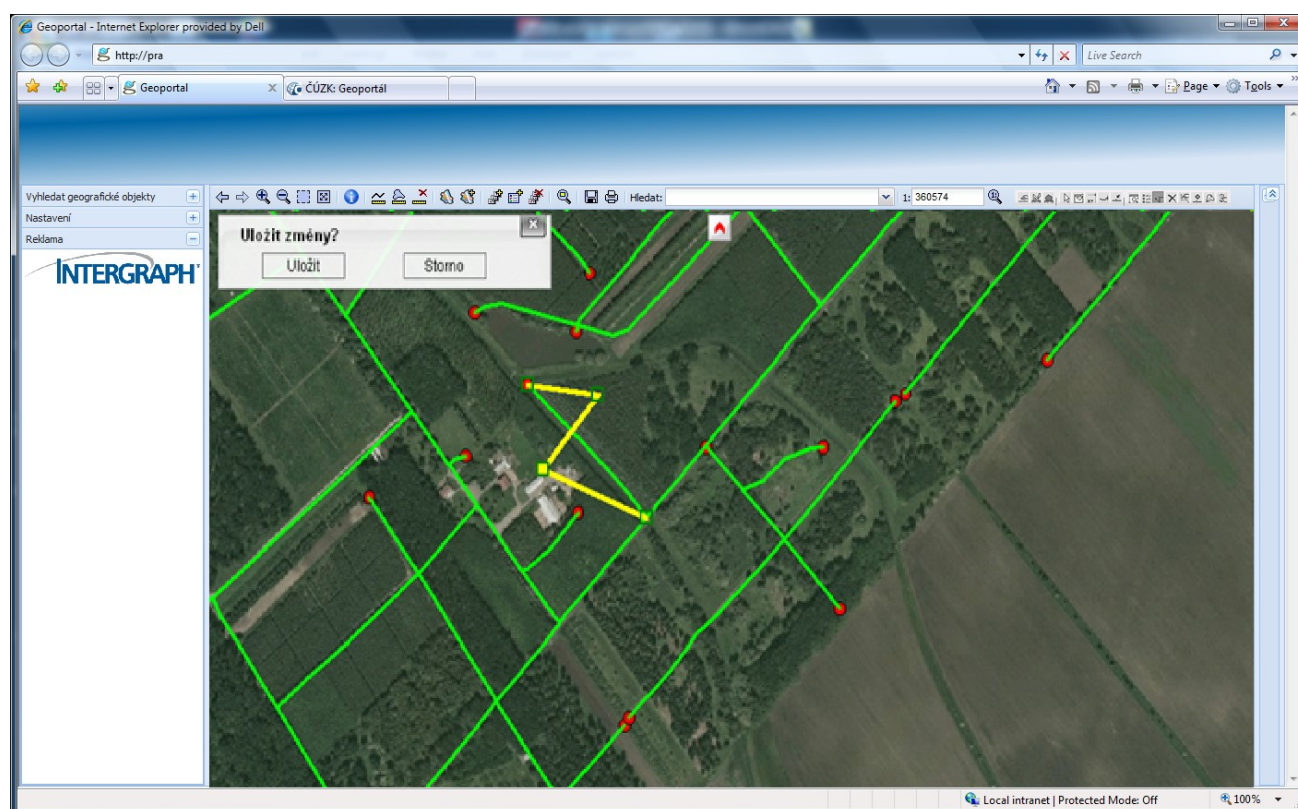 Geoportal - Internet Explorer provided by Dell
http://pra
Live Search
Geoportal
ČÚZK: Geoportál
Page
Tools
Vyhledat geografické objekty
Hledat:
1: 360574
Nastavení
Reklama
INTERGRAPH
Uložit změny?
Uložit
Storno
Local intranet | Protected Mode: Off
100%